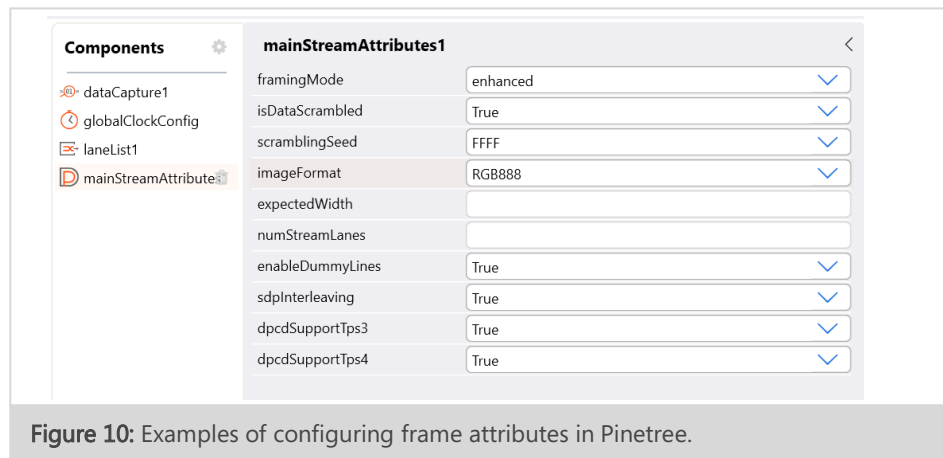 Components
dataCapture1
globalClockConfig
laneList1
mainStreamAttribute
mainStreamAttributes1
framingMode enhanced
isDataScrambled True
scramblingSeed FFFF
imageFormat RGB888
expectedWidth
numStreamLanes
enableDummyLines True
sdpInterleaving True
dpcdSupportTps3 True
dpcdSupportTps4 True
Figure 10: Examples of configuring frame attributes in Pinetree.